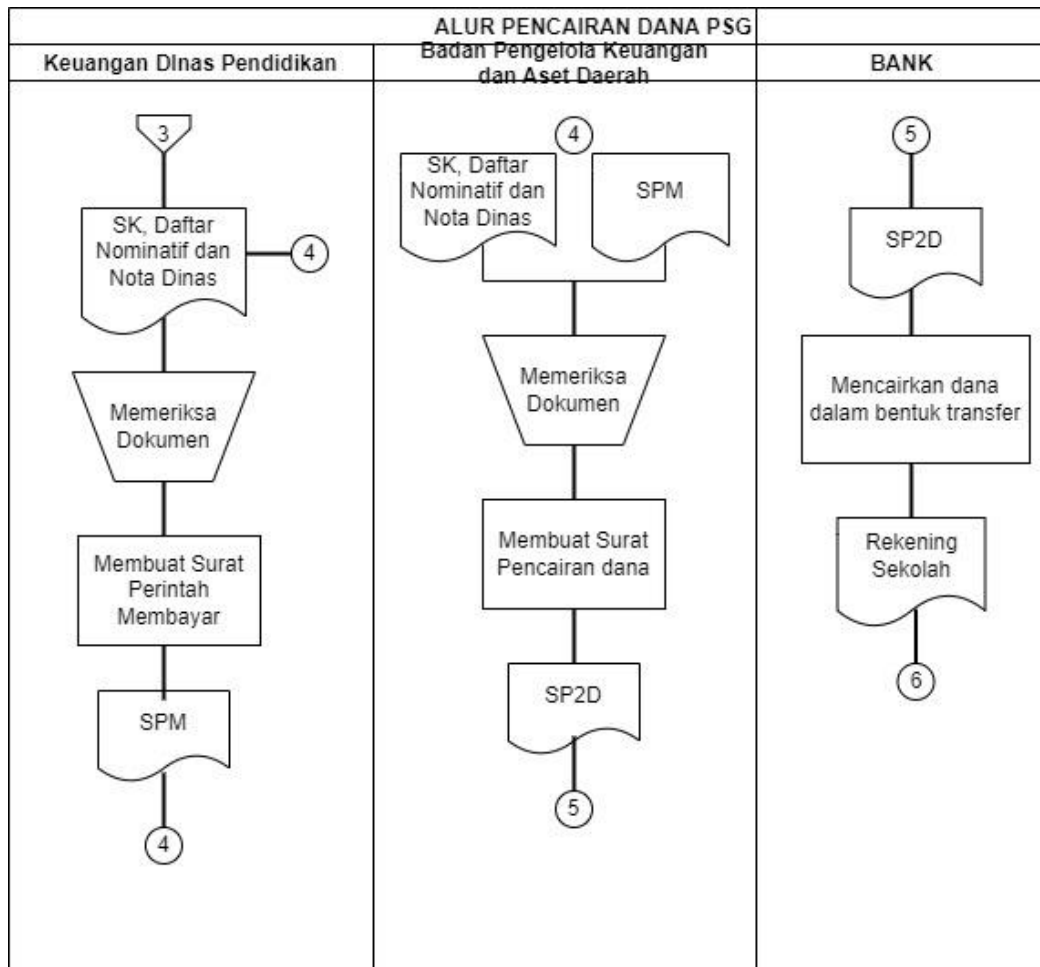 ALUR PENCAIRAN DANA PSG
Keuangan DInas Pendidikan
Badan Pengelola Keuangan
dan Aset Daerah
BANK
3
SK, Daftar
Nominatif dan
Nota Dinas
4
Memeriksa
Dokumen
Membuat Surat
Perintah
Membayar
SPM
4
4
SK, Daftar
Nominatif dan
Nota Dinas
SPM
Memeriksa
Dokumen
Membuat Surat
Pencairan dana
SP2D
5
5
SP2D
Mencairkan dana
dalam bentuk transfer
Rekening
Sekolah
6